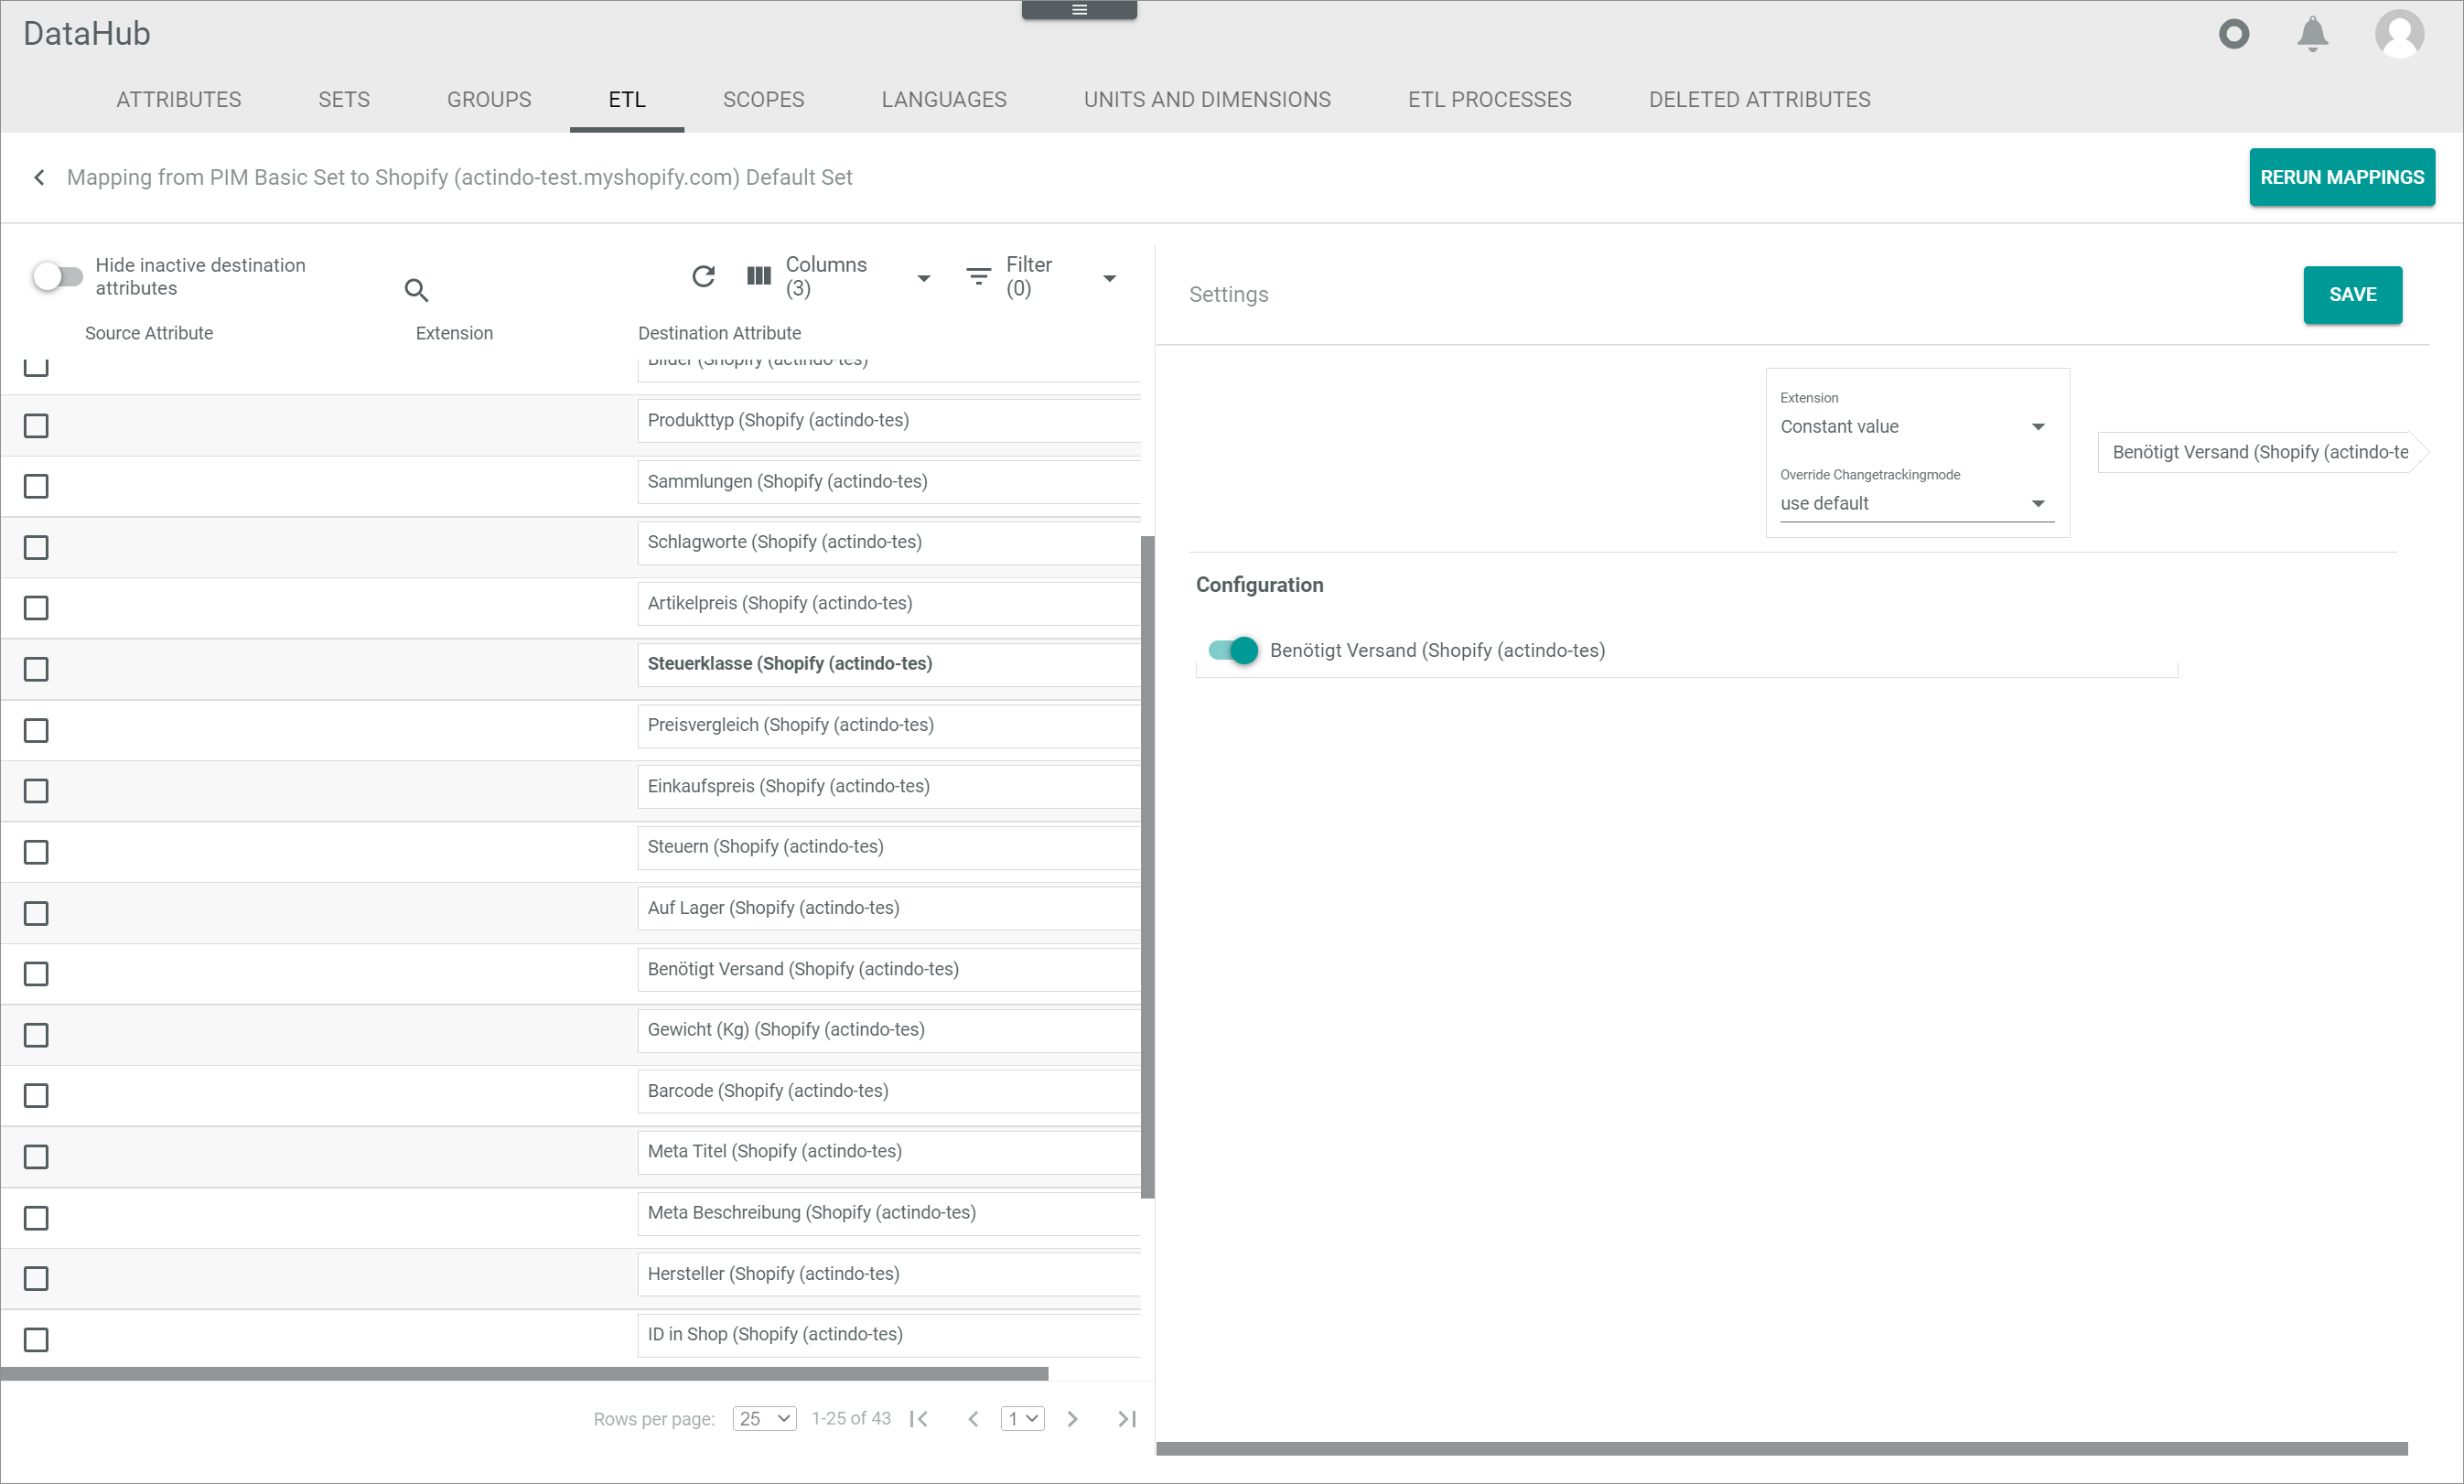 DataHub
ATTRIBUTES SETS GROUPS ETL SCOPES LANGUAGES UNITS AND DIMENSIONS ETL PROCESSES DELETED ATTRIBUTES
Mapping from PIM Basic Set to Shopify (actindo-test.myshopify.com) Default Set
RERUN MAPPINGS
Hide inactive destination
attributes
Columns
(3)
Filter
(0)
Source Attribute Extension Destination Attribute
Bilder (Shopify (actindo-tes)
Produkttyp (Shopify (actindo-tes)
Sammlungen (Shopify (actindo-tes)
Schlagworte (Shopify (actindo-tes)
Artikelpreis (Shopify (actindo-tes)
Steuerklasse (Shopify (actindo-tes)
Preisvergleich (Shopify (actindo-tes)
Einkaufspreis (Shopify (actindo-tes)
Steuern (Shopify (actindo-tes)
Auf Lager (Shopify (actindo-tes)
Benötigt Versand (Shopify (actindo-tes)
Gewicht (Kg) (Shopify (actindo-tes)
Barcode (Shopify (actindo-tes)
Meta Titel (Shopify (actindo-tes)
Meta Beschreibung (Shopify (actindo-tes)
Hersteller (Shopify (actindo-tes)
ID in Shop (Shopify (actindo-tes)
Rows per page: 25 1-25 of 43 1
Settings
SAVE
Extension
Constant value
Override Changetrackingmode
use default
Benötigt Versand (Shopify (actindo-te
Configuration
Benötigt Versand (Shopify (actindo-tes)